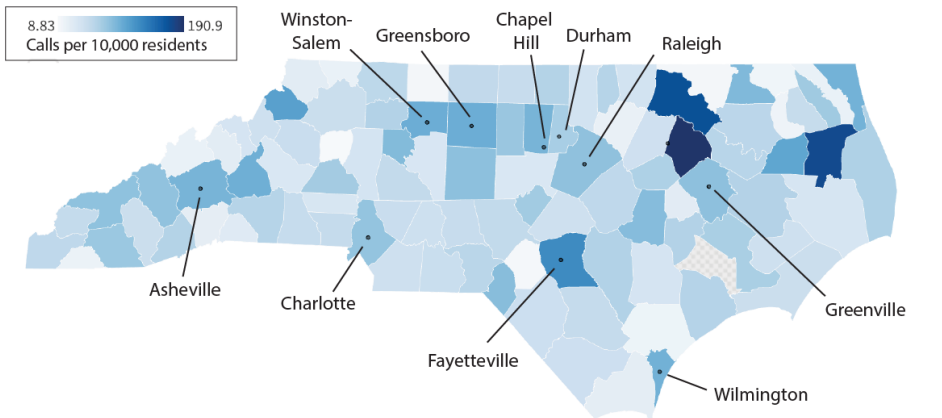 8.83 190.9
Calls per 10,000 residents
Winston-
Salem
Greensboro
Chapel
Hill
Durham
Raleigh
Asheville
Charlotte
Fayetteville
Greenville
Wilmington